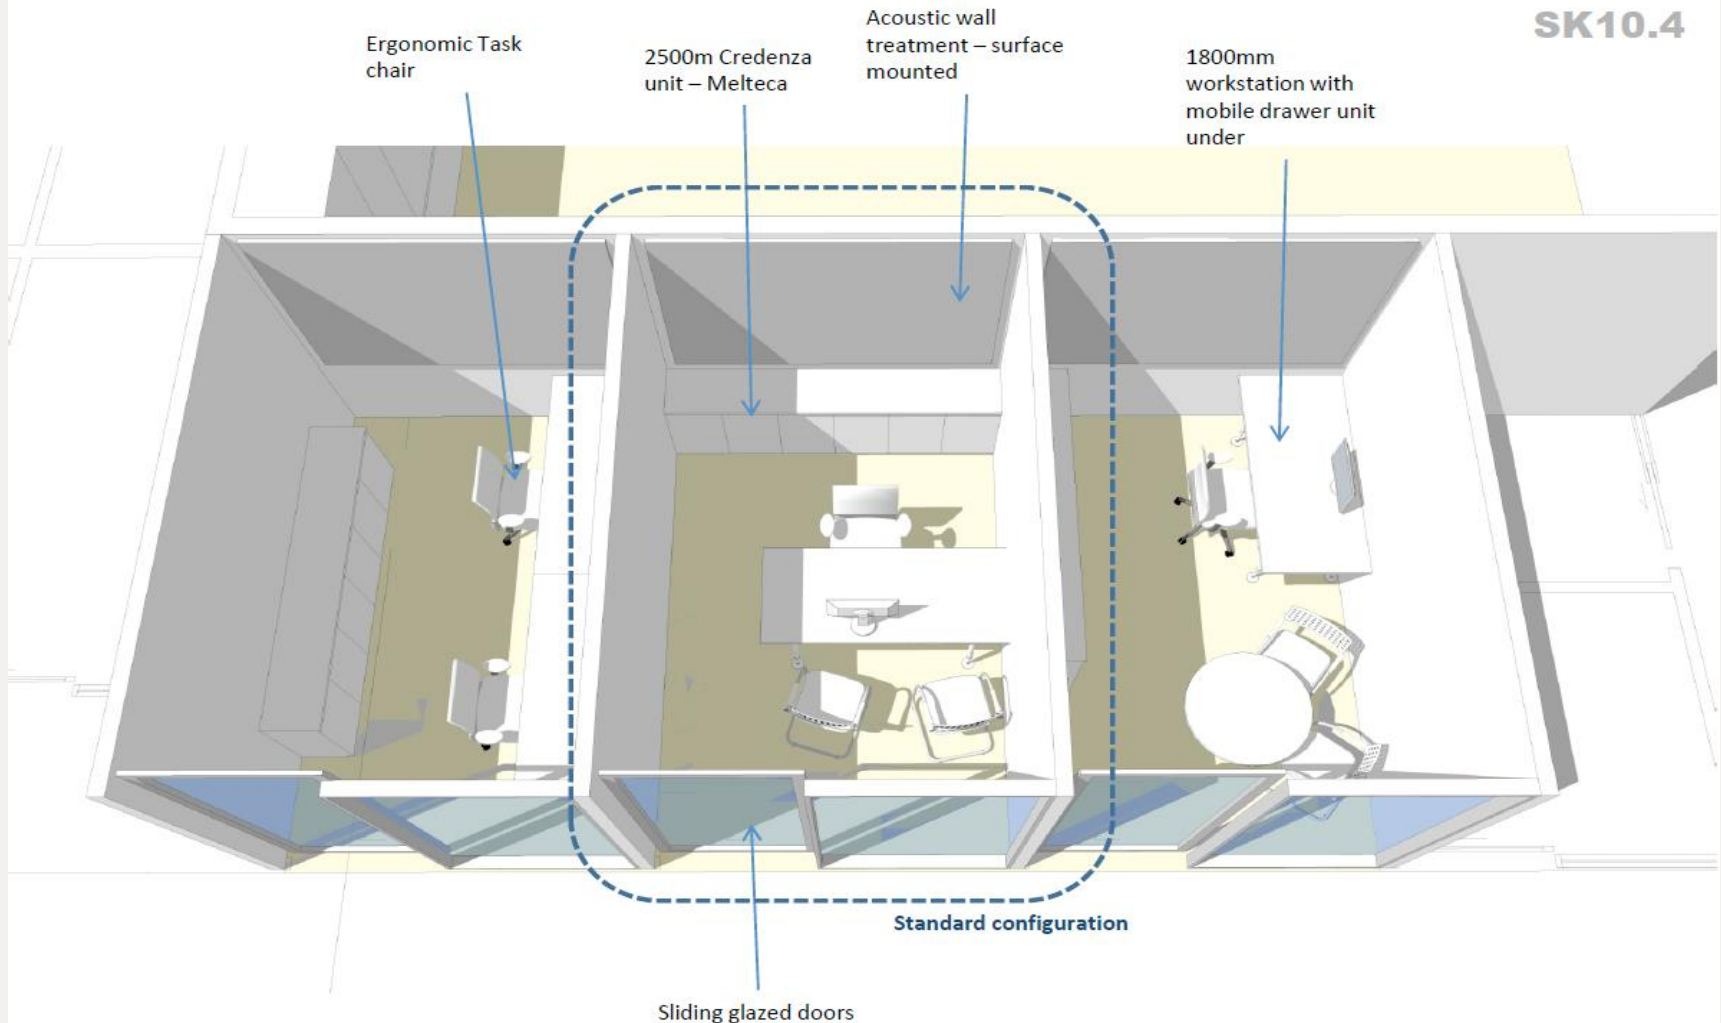 SK10.4
Ergonomic Task
chair
2500m Credenza
unit – Melteca
Acoustic wall
treatment – surface
mounted
1800mm
workstation with
mobile drawer unit
under
Standard configuration
Sliding glazed doors